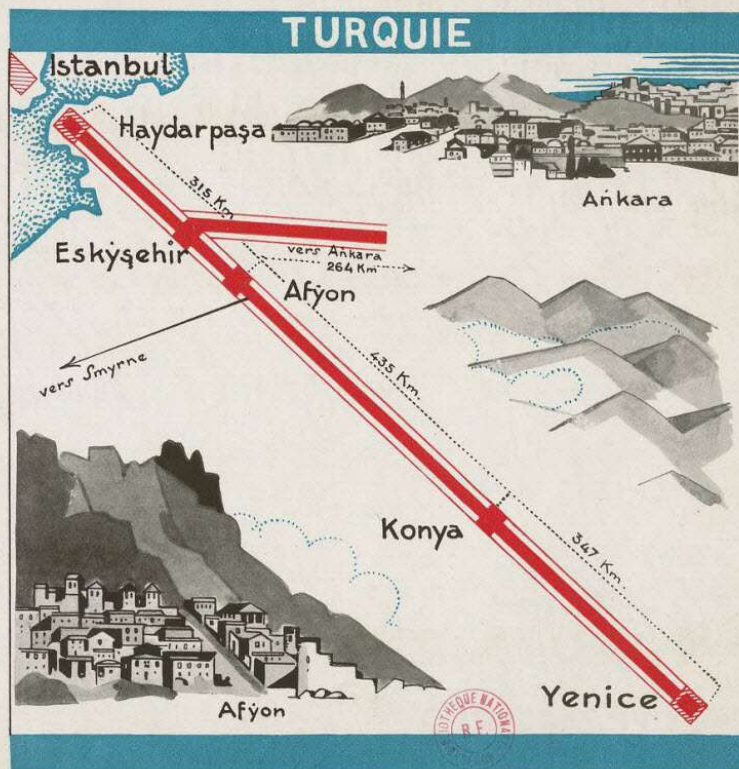 TURQUIE
Istanbul
Haydarpaşa
Ankara
315 Km.
Eskyşehir
vers Ankara
264 Km
Afyon
vers Smyrne
435 Km.
Konya
347 Km.
Yenice
Afyon
R.F.